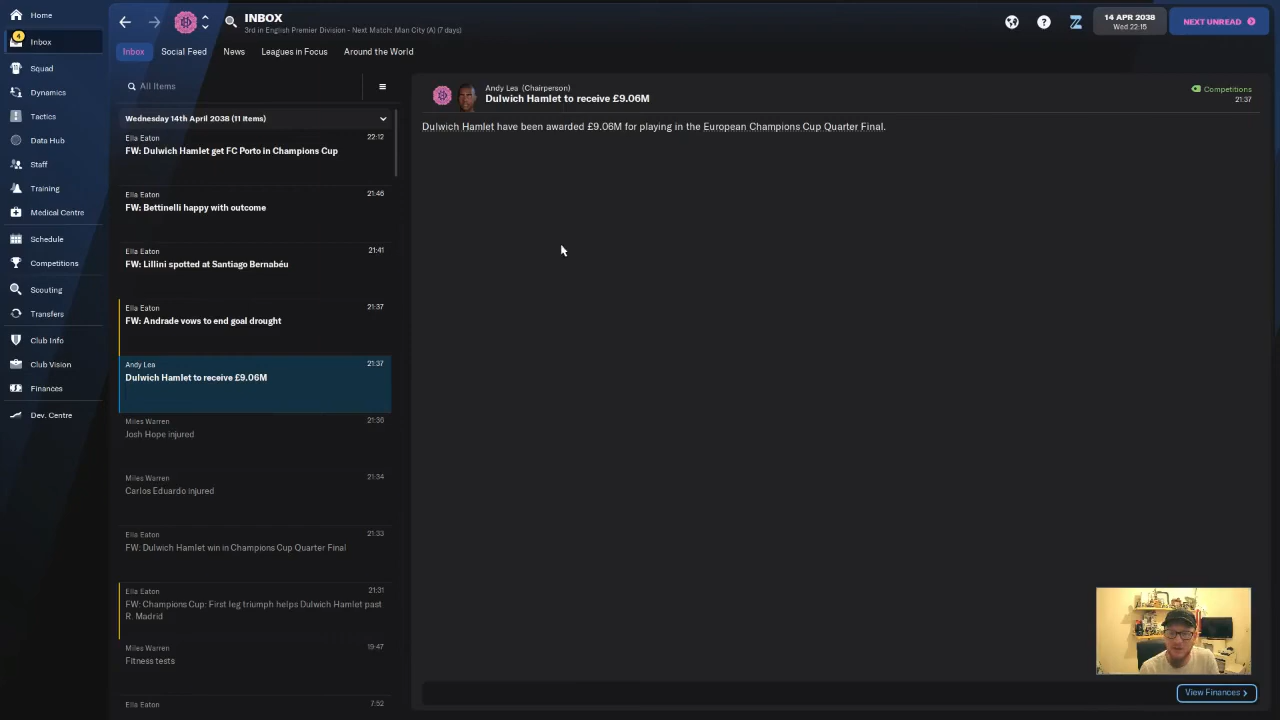 Home
4
Inbox
Squad
Dynamics
Tactics
Data Hub
Staff
Training
Medical Centre
Schedule
Competitions
Scouting
Transfers
Club Info
Club Vision
Finances
Dev. Centre
INBOX
3rd in English Premier Division - Next Match: Man City (A) (7 days)
14 APR 2038
Wed 22:15
NEXT UNREAD
Inbox
Social Feed
News
Leagues in Focus
Around the World
All Items
Wednesday 14th April 2038 (11 Items)
Ella Eaton 22:12
FW: Dulwich Hamlet get FC Porto in Champions Cup
Ella Eaton 21:46
FW: Bettinelli happy with outcome
Ella Eaton 21:41
FW: Lillini spotted at Santiago Bernabéu
Ella Eaton 21:37
FW: Andrade vows to end goal drought
Andy Lea 21:37
Dulwich Hamlet to receive £9.06M
Miles Warren 21:36
Josh Hope injured
Miles Warren 21:34
Carlos Eduardo injured
Ella Eaton 21:33
FW: Dulwich Hamlet win in Champions Cup Quarter Final
Ella Eaton 21:31
FW: Champions Cup: First leg triumph helps Dulwich Hamlet past
R. Madrid
Miles Warren 19:47
Fitness tests
Ella Eaton 7:52
Andy Lea (Chairperson)
Dulwich Hamlet to receive £9.06M
Competitions
21:37
Dulwich Hamlet have been awarded £9.06M for playing in the European Champions Cup Quarter Final.
View Finances